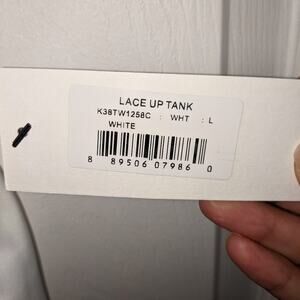 LACE UP TANK
K38TW1258C : WHT : L
WHITE
8 89506 07986 0